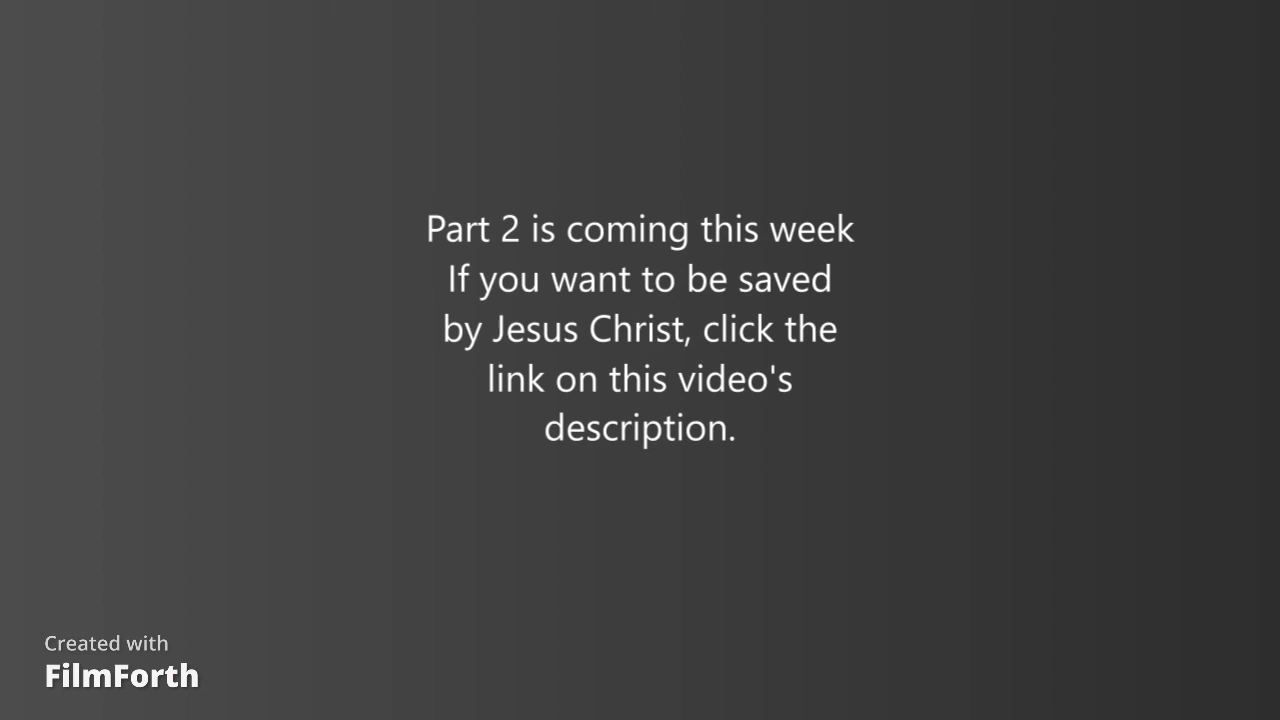 Part 2 is coming this week
If you want to be saved
by Jesus Christ, click the
link on this video's
description.
Created with
FilmForth